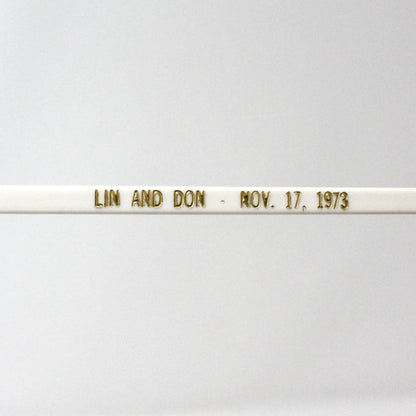 LIN AND DON - NOV. 17, 1973